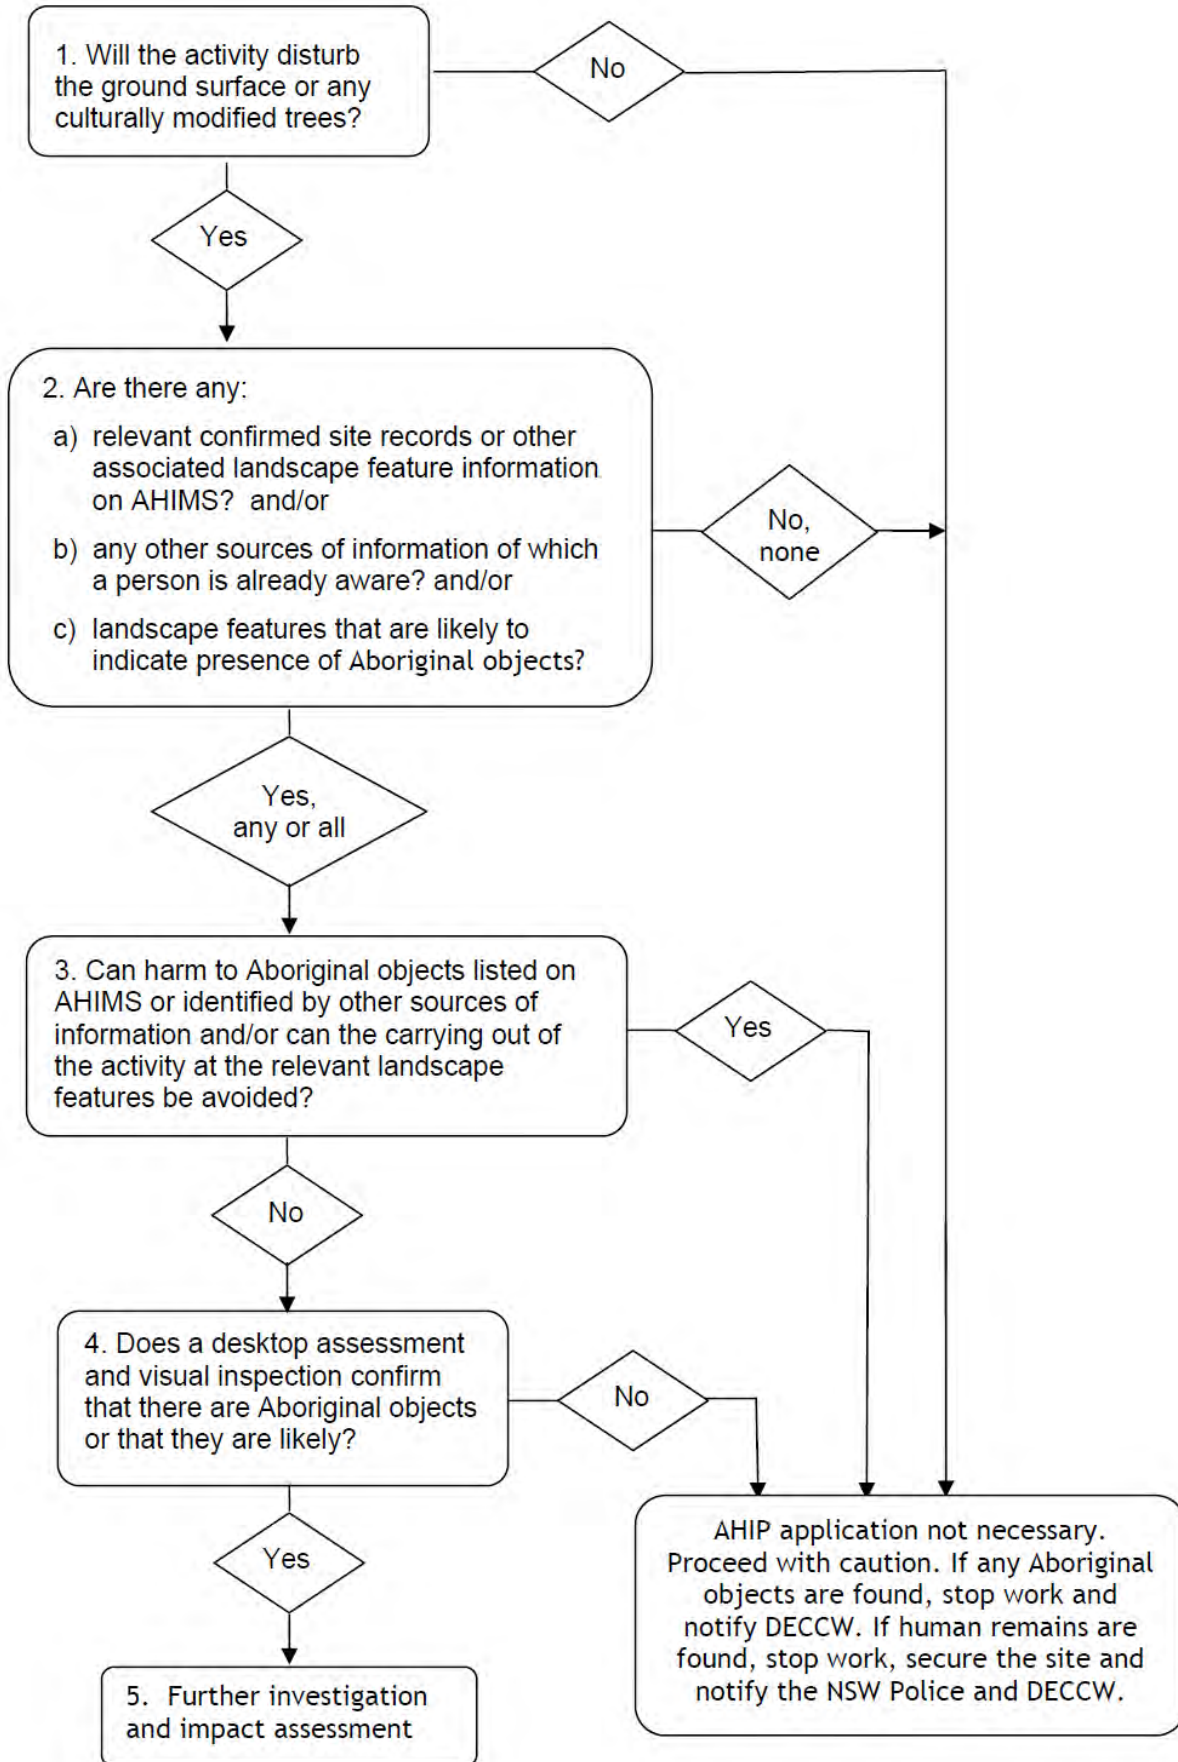 1. Will the activity disturb
the ground surface or any
culturally modified trees?
No
Yes
2. Are there any:
a) relevant confirmed site records or other
associated landscape feature information
on AHIMS? and/or
b) any other sources of information of which
a person is already aware? and/or
c) landscape features that are likely to
indicate presence of Aboriginal objects?
No,
none
Yes,
any or all
3. Can harm to Aboriginal objects listed on
AHIMS or identified by other sources of
information and/or can the carrying out of
the activity at the relevant landscape
features be avoided?
Yes
No
4. Does a desktop assessment
and visual inspection confirm
that there are Aboriginal objects
or that they are likely?
No
Yes
AHIP application not necessary.
Proceed with caution. If any Aboriginal
objects are found, stop work and
notify DECCW. If human remains are
found, stop work, secure the site and
notify the NSW Police and DECCW.
5. Further investigation
and impact assessment